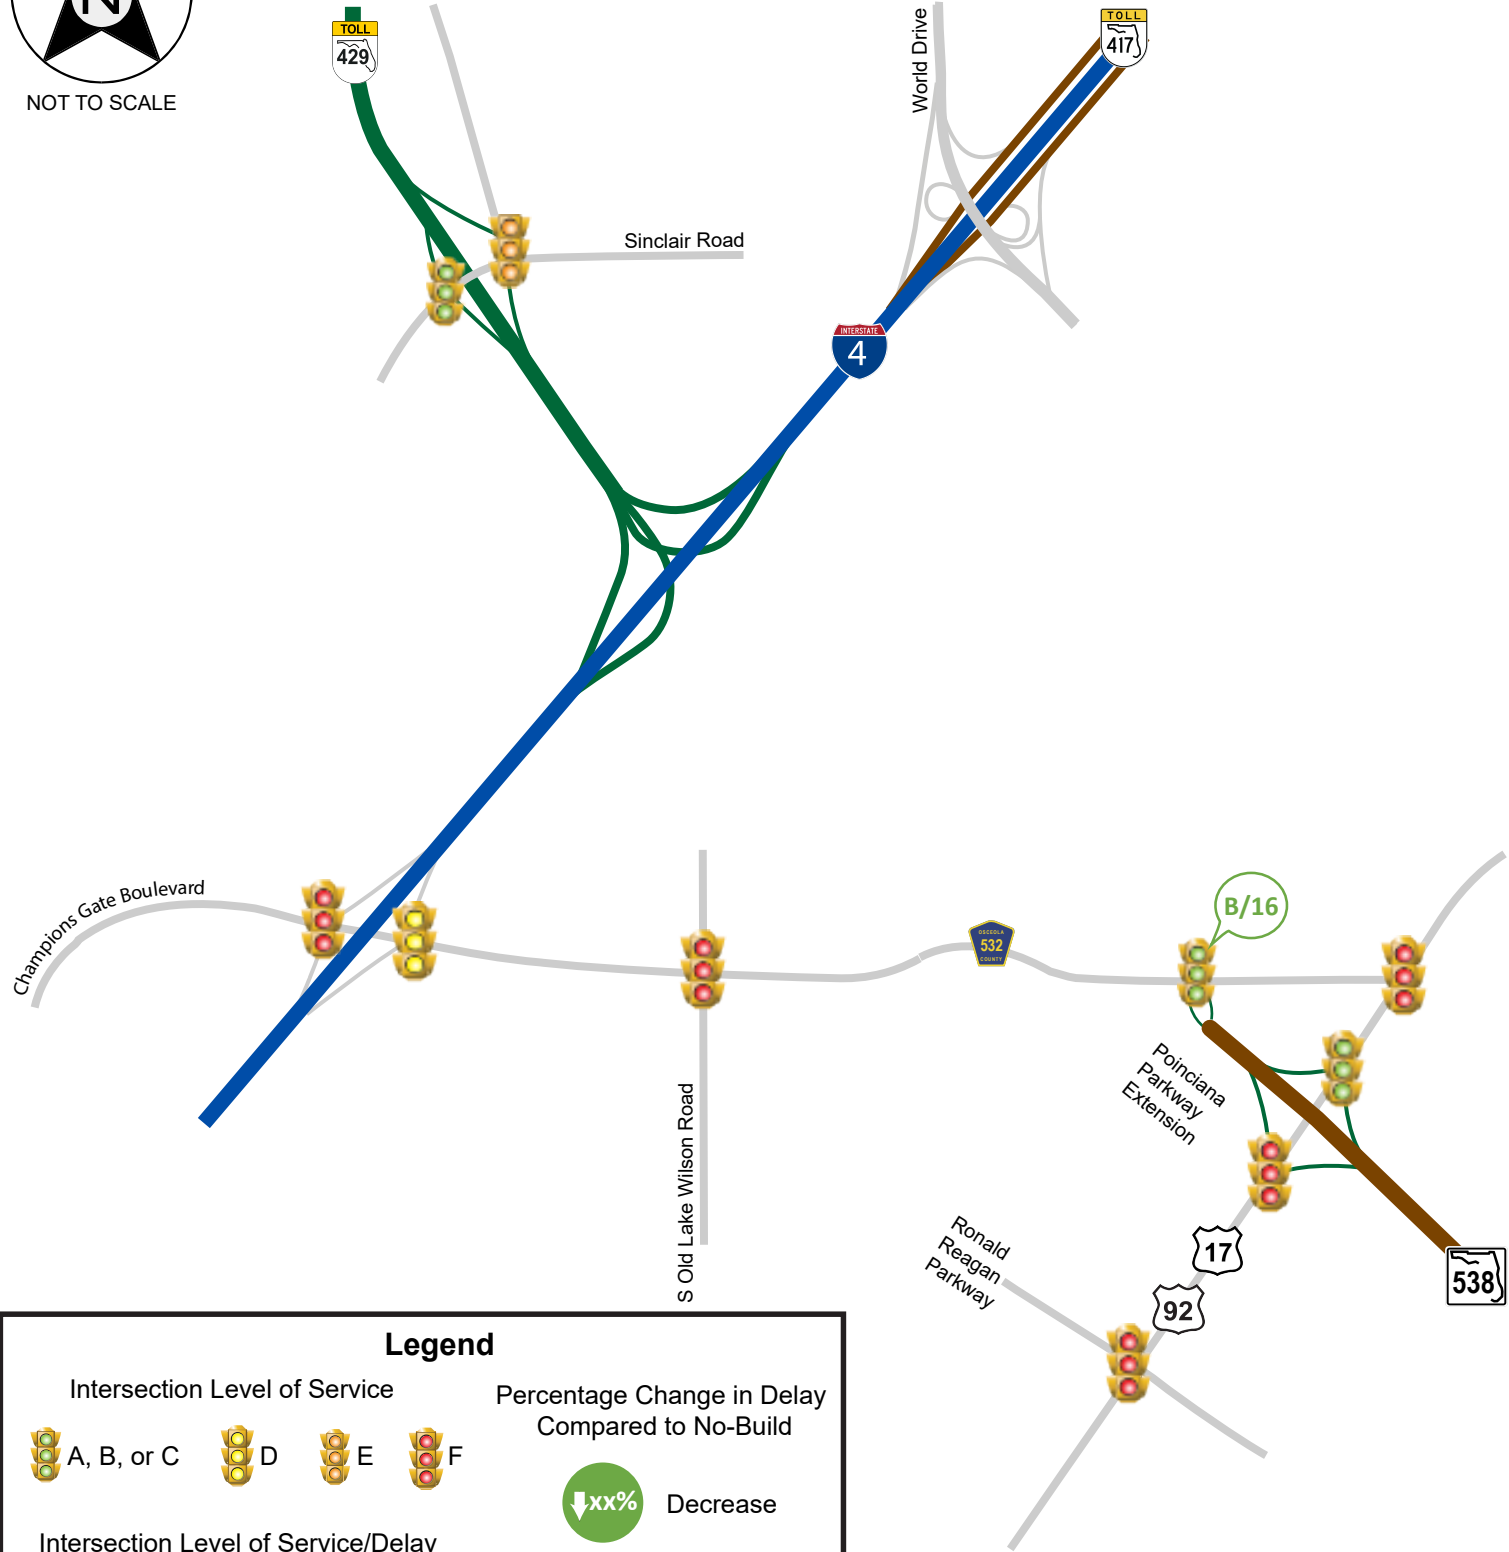 N
NOT TO SCALE
TOLL
429
World Drive
TOLL
417
Sinclair Road
INTERSTATE
4
Champions Gate Boulevard
OSCEOLA
532
COUNTY
B/16
Poinciana
Parkway
Extension
S Old Lake Wilson Road
Ronald
Reagan
Parkway
17
92
538
Legend
Intersection Level of Service
A, B, or C
D
E
F
Percentage Change in Delay
Compared to No-Build
xx%
Decrease
Intersection Level of Service/Delay